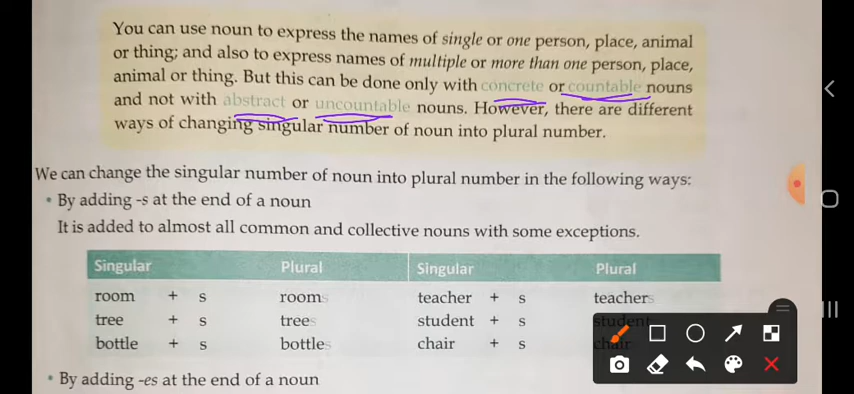 You can use noun to express the names of single or one person, place, animal
or thing; and also to express names of multiple or more than one person, place,
animal or thing. But this can be done only with concrete or countable nouns
and not with abstract or uncountable nouns. However, there are different
ways of changing singular number of noun into plural number.
We can change the singular number of noun into plural number in the following ways:
• By adding -s at the end of a noun
It is added to almost all common and collective nouns with some exceptions.
Singular Plural Singular Plural
room + s rooms teacher + s teachers
tree + s trees student + s student
bottle + s bottles chair + s chair
• By adding -es at the end of a noun